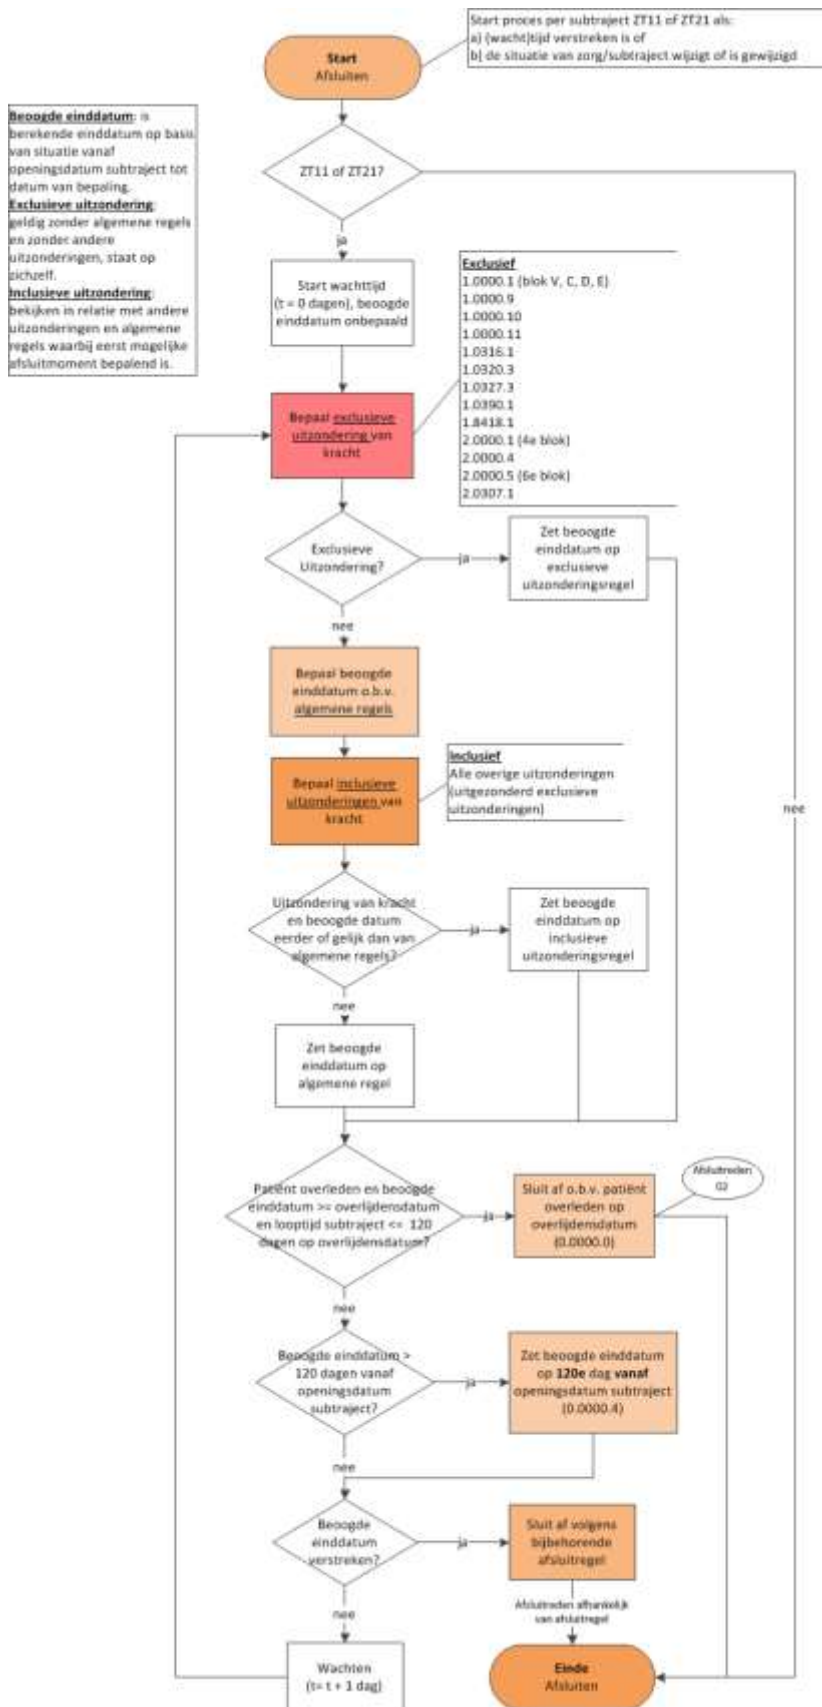 Start proces per subtraject ZT11 of ZT21 als:
a) (wacht)tijd verstreken is of
b) de situatie van zorg/subtraject wijzigt of is gewijzigd
Start
Afsluiten
Beoogde einddatum: is
berekende einddatum op basis
van situatie vanaf
openingsdatum subtraject tot
datum van bepaling.
Exclusieve uitzondering:
geldig zonder algemene regels
en zonder andere
uitzonderingen, staat op
zichzelf.
Inclusieve uitzondering:
bekijken in relatie met andere
uitzonderingen en algemene
regels waarbij eerst mogelijke
afsluitmoment bepalend is.
ZT11 of ZT21?
ja
Start wachttijd
(t = 0 dagen), beoogde
einddatum onbepaald
Exclusief
1.0000.1 (blok V, C, D, E)
1.0000.9
1.0000.10
1.0000.11
1.0316.1
1.0320.3
1.0327.3
1.0390.1
1.8418.1
2.0000.1 (4e blok)
2.0000.4
2.0000.5 (6e blok)
2.0307.1
Bepaal exclusieve
uitzondering van
kracht
Exclusieve
Uitzondering?
ja
Zet beoogde
einddatum op
exclusieve
uitzonderingsregel
nee
Bepaal beoogde
einddatum o.b.v.
algemene regels
Bepaal inclusieve
uitzonderingen van
kracht
Inclusief
Alle overige uitzonderingen
(uitgezonderd exclusieve
uitzonderingen)
nee
Uitzondering van kracht
en beoogde datum
eerder of gelijk dan van
algemene regels?
ja
Zet beoogde
einddatum op
inclusieve
uitzonderingsregel
nee
Zet beoogde
einddatum op
algemene regel
Patiënt overleden en beoogde
einddatum >= overlijdensdatum
en looptijd subtraject <= 120
dagen op overlijdensdatum?
ja
Sluit af o.b.v. patiënt
overleden op
overlijdensdatum
(0.0000.0)
Afsluitreden
02
nee
Beoogde einddatum >
120 dagen vanaf
openingsdatum
subtraject?
ja
Zet beoogde einddatum
op 120e dag vanaf
openingsdatum subtraject
(0.0000.4)
nee
Beoogde
einddatum
verstreken?
ja
Sluit af volgens
bijbehorende
afsluitregel
Afsluitreden afhankelijk
van afsluitregel
nee
Wachten
(t= t + 1 dag)
Einde
Afsluiten